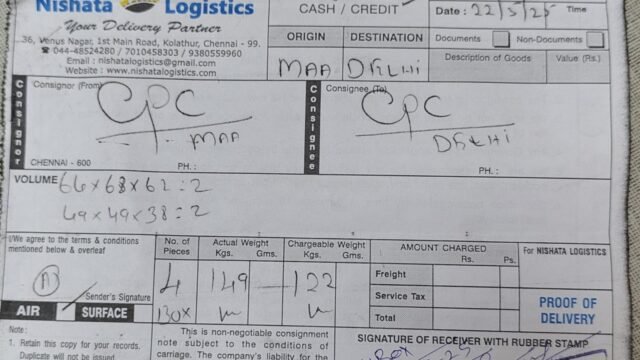 Nishata Logistics
Your Delivery Partner
36, Venus Nagar, 1st Main Road, Kolathur, Chennai - 99.
☎ 044-48524280 / 7010458303 / 9380559960
Email : nishatalogistics@gmail.com
Website : www.nishatalogistics.com
CASH / CREDIT
Date : 22/5/25 Time
ORIGIN DESTINATION
MAA DELHI
Documents Non-Documents
Description of Goods Value (Rs.)
Consignor
Consignor (From)
CPC
MAA
CHENNAI - 600 PH. :
Consignee
Consignee (To)
CPC
DELHI
PH. :
VOLUME 66x68x62=2
49x49x38=2
I/We agree to the terms & conditions
mentioned below & overleaf
Sender's Signature
AIR SURFACE
No. of Pieces
4
BOX
Actual Weight
Kgs. Gms.
149
Chargeable Weight
Kgs. Gms.
122
AMOUNT CHARGED
Rs. Ps.
Freight
Service Tax
Total
For NISHATA LOGISTICS
PROOF OF
DELIVERY
Note :
1. Retain this copy for your records.
Duplicate will not be issued.
This is non-negotiable consignment
note subject to the conditions of
carriage. The company's liability for the
SIGNATURE OF RECEIVER WITH RUBBER STAMP